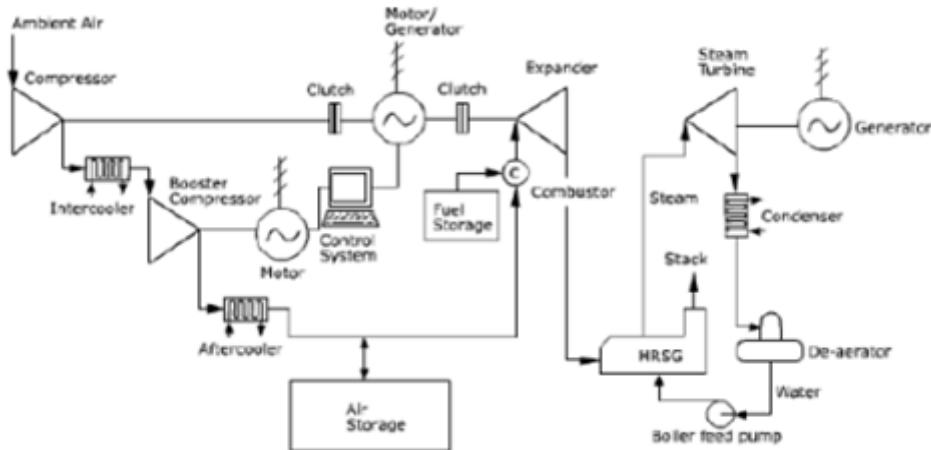 Ambient Air
Compressor
Motor/
Generator
Clutch
Clutch
Expander
Steam
Turbine
Generator
Intercooler
Booster
Compressor
Motor
Control
System
Fuel
Storage
C
Combustor
Steam
Condenser
Stack
Aftercooler
HRSG
De-aerator
Water
Air
Storage
Boiler feed pump